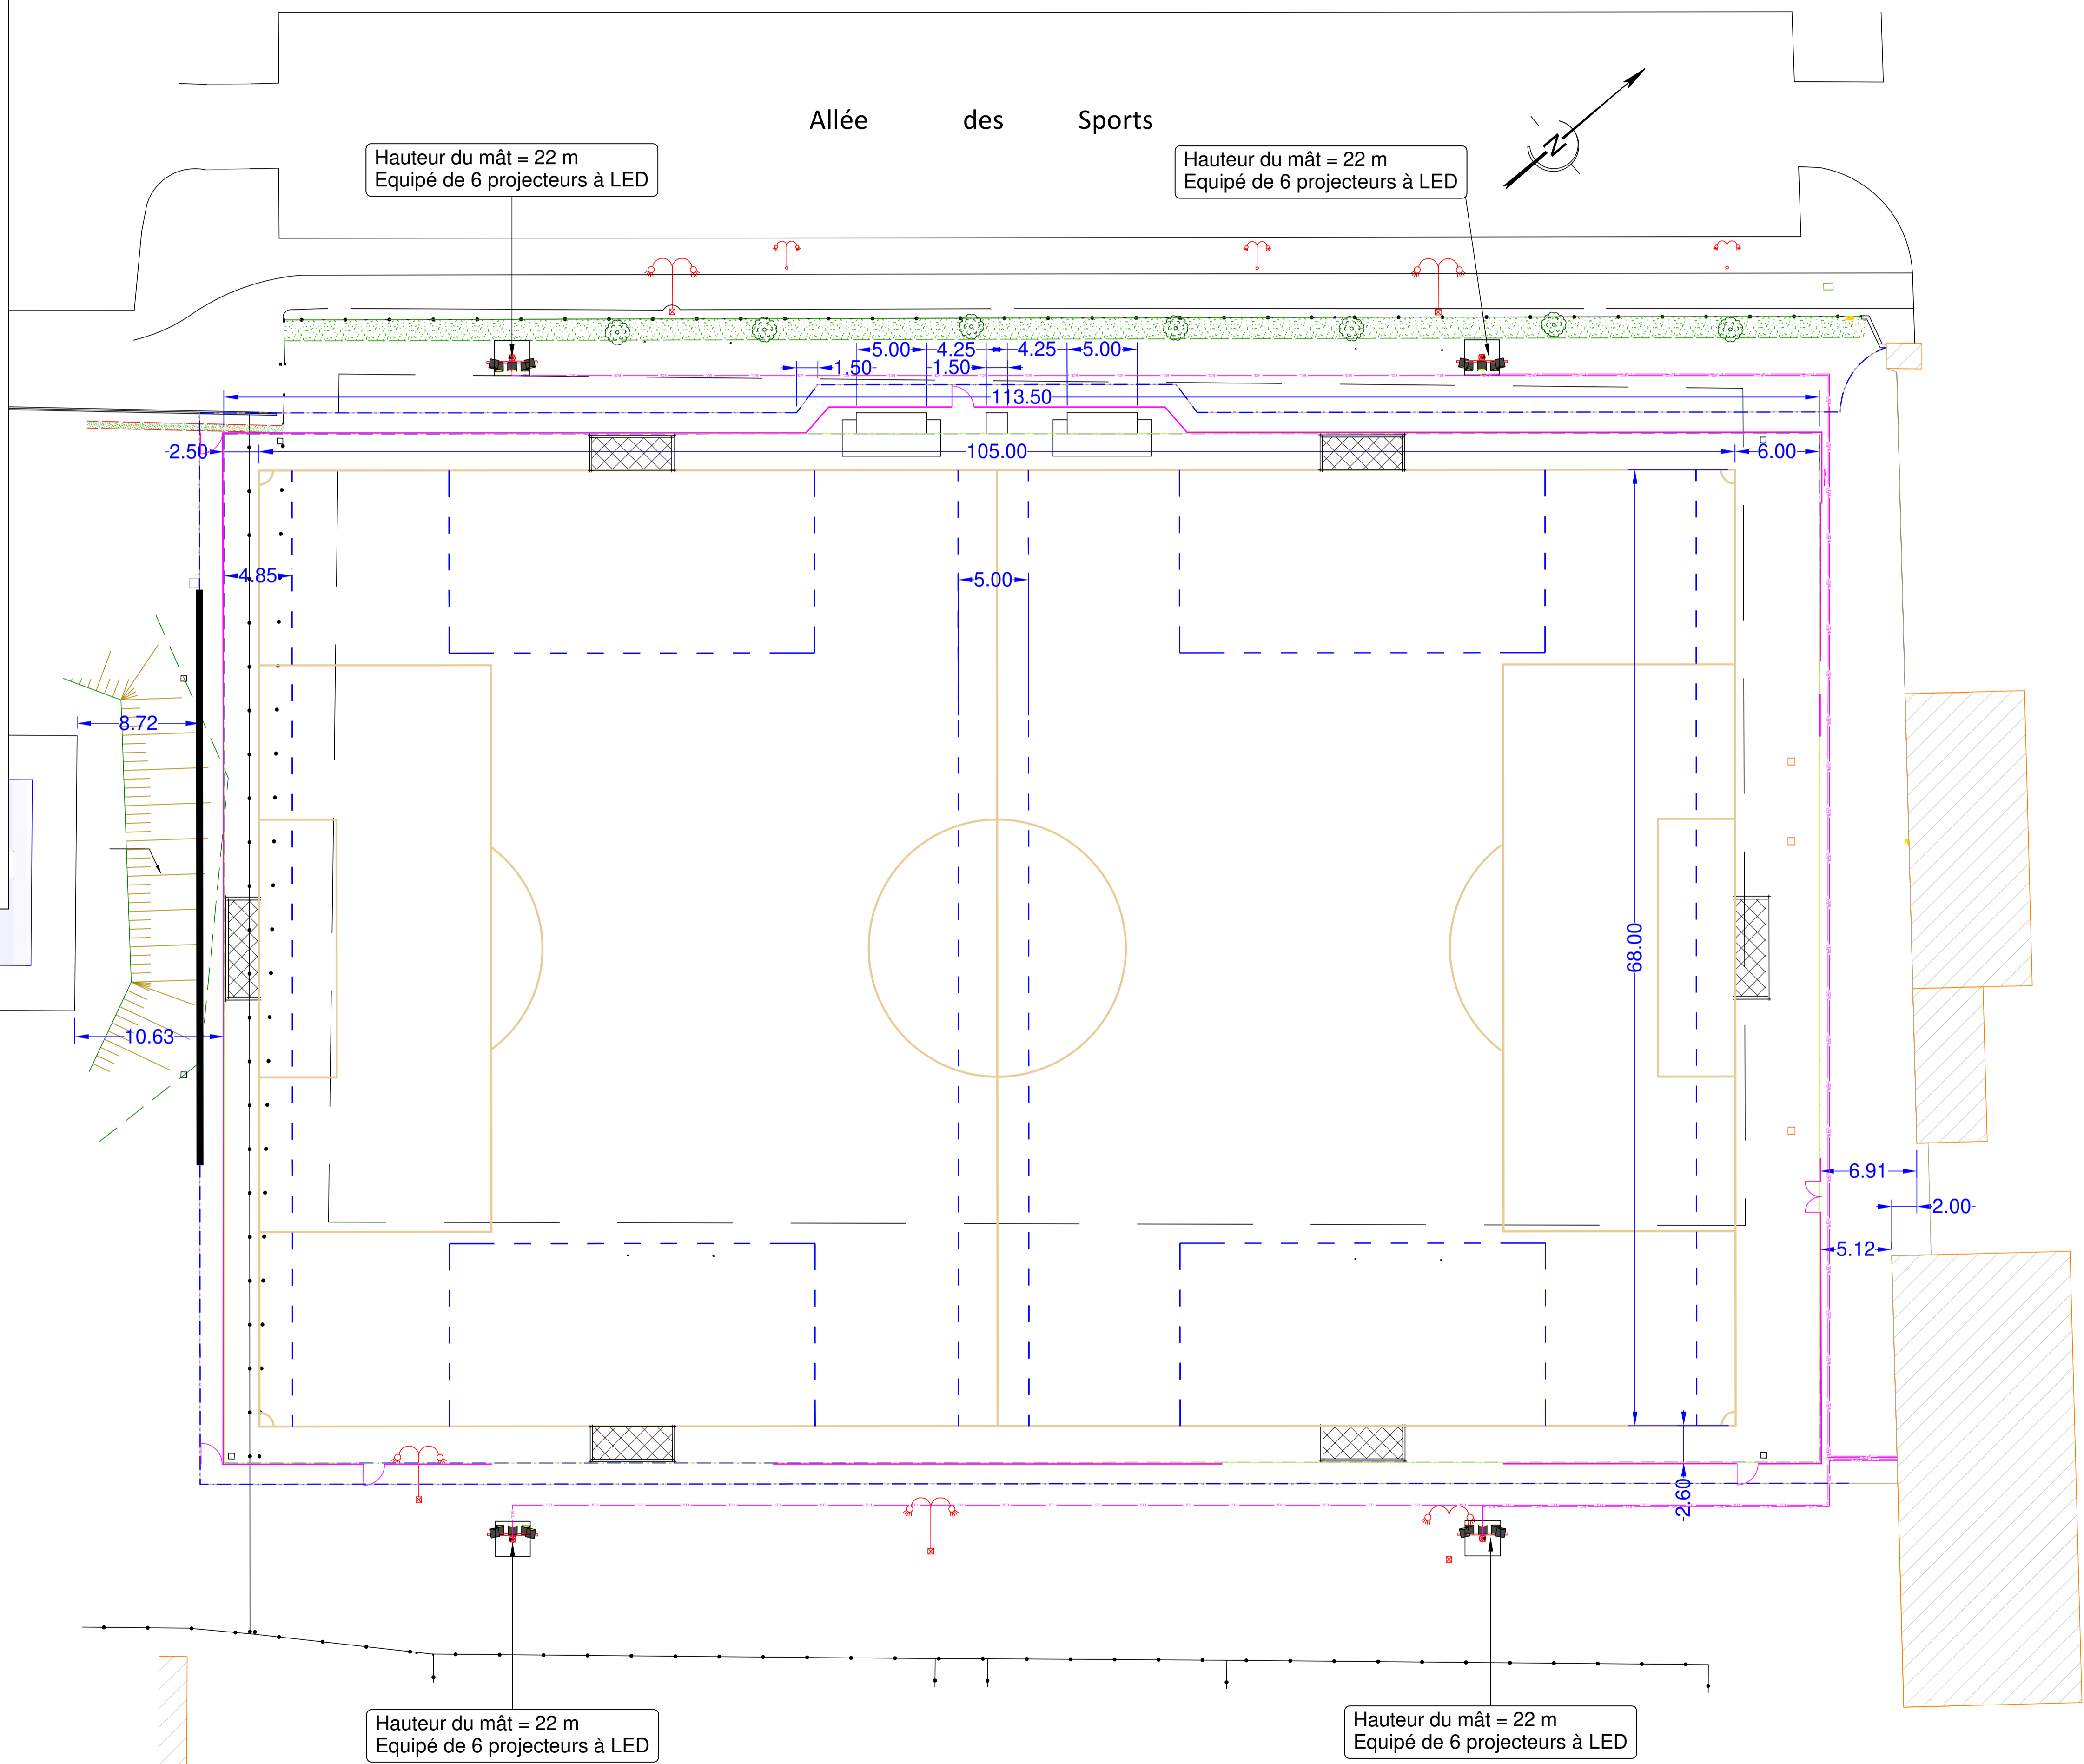 Allée des Sports
N
Hauteur du mât = 22 m
Equipé de 6 projecteurs à LED
Hauteur du mât = 22 m
Equipé de 6 projecteurs à LED
5.00 4.25 4.25 5.00
1.50 1.50
113.50
2.50 105.00 6.00
4.85 5.00
8.72
68.00
10.63
6.91
2.00
5.12
2.60
Hauteur du mât = 22 m
Equipé de 6 projecteurs à LED
Hauteur du mât = 22 m
Equipé de 6 projecteurs à LED